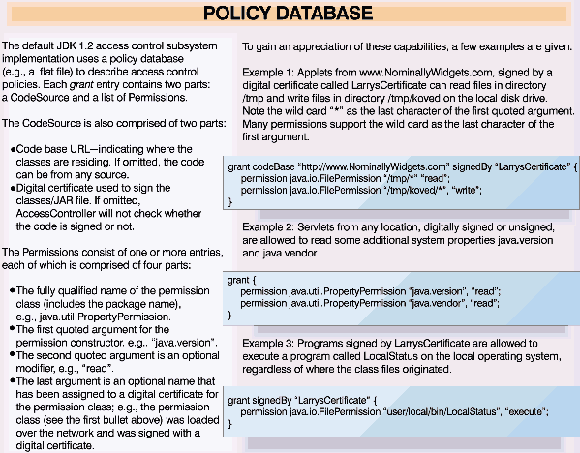 POLICY DATABASE
The default JDK 1.2 access control subsystem
implementation uses a policy database
(e.g., a flat file) to describe access control
policies. Each grant entry contains two parts:
a CodeSource and a list of Permissions.
The CodeSource is also comprised of two parts:
•Code base URL—indicating where the
classes are residing. If omitted, the code
can be from any source.
•Digital certificate used to sign the
classes/JAR file. If omitted,
AccessController will not check whether
the code is signed or not.
The Permissions consist of one or more entries,
each of which is comprised of four parts:
•The fully qualified name of the permission
class (includes the package name),
e.g., java.util.PropertyPermission.
•The first quoted argument for the
permission constructor. e.g., "java.version".
•The second quoted argument is an optional
modifier, e.g., "read".
•The last argument is an optional name that
has been assigned to a digital certificate for
the permission class; e.g., the permission
class (see the first bullet above) was loaded
over the network and was signed with a
digital certificate.
To gain an appreciation of these capabilities, a few examples are given.
Example 1: Applets from www.NominallyWidgets.com, signed by a
digital certificate called LarrysCertificate can read files in directory
/tmp and write files in directory /tmp/koved on the local disk drive.
Note the wild card "*" as the last character of the first quoted argument.
Many permissions support the wild card as the last character of the
first argument.
grant codeBase "http://www.NominallyWidgets.com" signedBy "LarrysCertificate" {
permission java.io.FilePermission "/tmp/*" "read";
permission java.io.FilePermission "/tmp/koved/*", "write";
}
Example 2: Servlets from any location, digitally signed or unsigned,
are allowed to read some additional system properties java.version
and java.vendor
grant {
permission java.uti.PropertyPermission "java.version", "read";
permission java.uti.PropertyPermission "java.vendor", "read";
}
Example 3: Programs signed by LarrysCertificate are allowed to
execute a program called LocalStatus on the local operating system,
regardless of where the class files originated.
grant signedBy "LarrysCertificate" {
permission java.io.FilePermission "user/local/bin/LocalStatus", "execute";
}